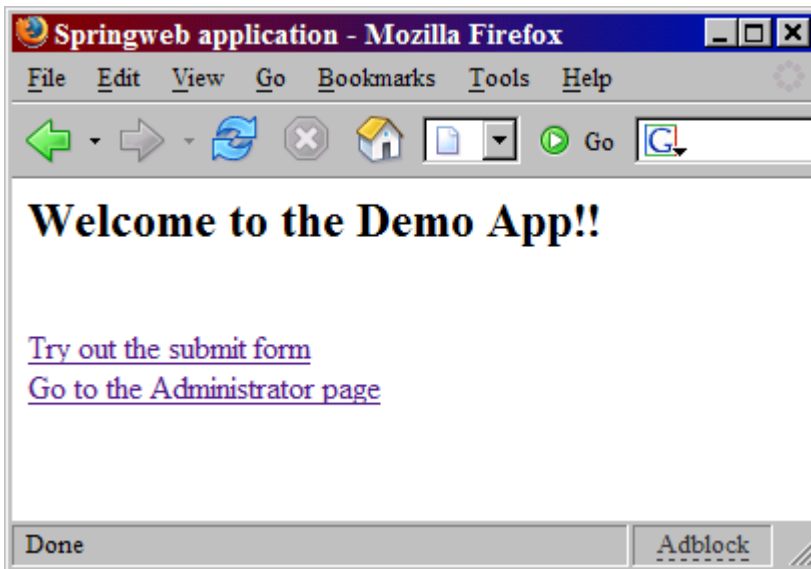 Springweb application - Mozilla Firefox
File Edit View Go Bookmarks Tools Help
Go G
Welcome to the Demo App!!
Try out the submit form
Go to the Administrator page
Done Adblock